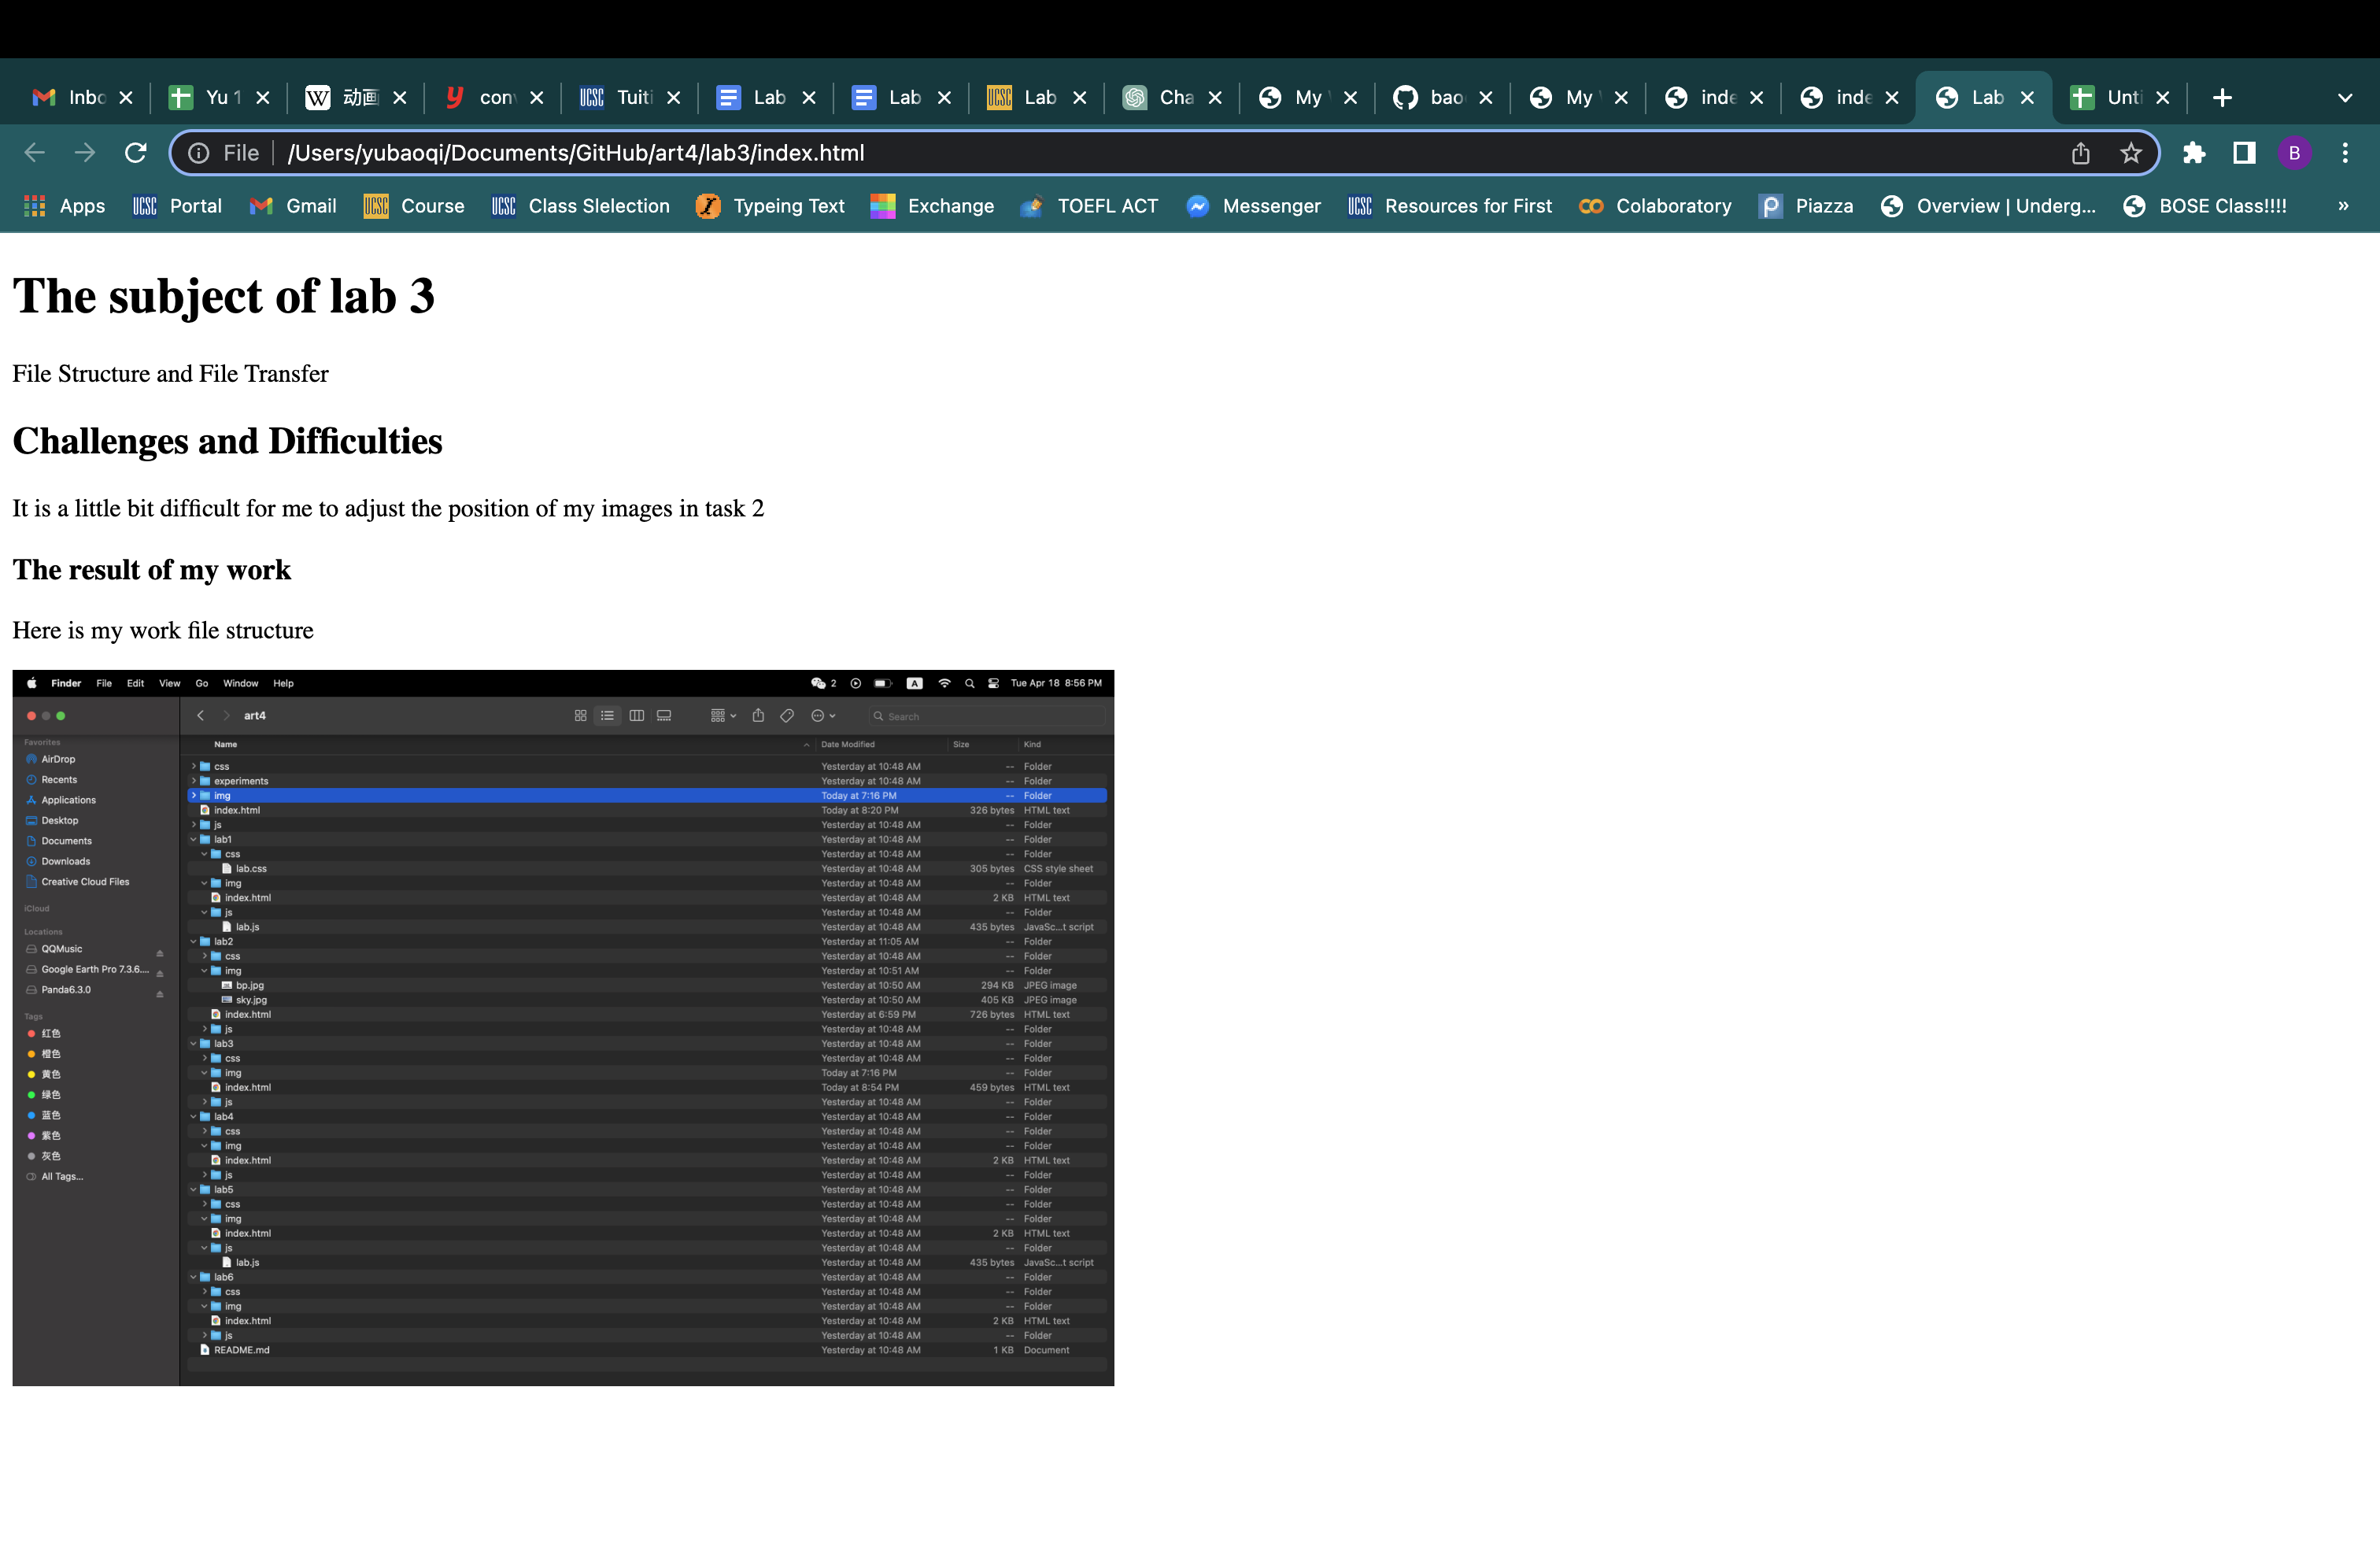 Inbo
Yu 1
动画
con
Tuiti
Lab
Lab
Lab
Cha
My
bao
My
inde
inde
Lab
Unti
File /Users/yubaoqi/Documents/GitHub/art4/lab3/index.html B
Apps UCSC Portal Gmail UCSC Course UCSC Class Slelection Typeing Text Exchange TOEFL ACT Messenger UCSC Resources for First Colaboratory Piazza Overview | Underg... BOSE Class!!!! »
The subject of lab 3
File Structure and File Transfer
Challenges and Difficulties
It is a little bit difficult for me to adjust the position of my images in task 2
The result of my work
Here is my work file structure
Finder File Edit View Go Window Help 2 A Tue Apr 18 8:56 PM
art4 Search
Favorites
AirDrop
Recents
Applications
Desktop
Documents
Downloads
Creative Cloud Files
iCloud
Locations
QQMusic
Google Earth Pro 7.3.6....
Panda6.3.0
Tags
红色
橙色
黄色
绿色
蓝色
紫色
灰色
All Tags...
Name Date Modified Size Kind
css Yesterday at 10:48 AM -- Folder
experiments Yesterday at 10:48 AM -- Folder
img Today at 7:16 PM -- Folder
index.html Today at 8:20 PM 326 bytes HTML text
js Yesterday at 10:48 AM -- Folder
lab1 Yesterday at 10:48 AM -- Folder
css Yesterday at 10:48 AM -- Folder
lab.css Yesterday at 10:48 AM 305 bytes CSS style sheet
img Yesterday at 10:48 AM -- Folder
index.html Yesterday at 10:48 AM 2 KB HTML text
js Yesterday at 10:48 AM -- Folder
lab.js Yesterday at 10:48 AM 435 bytes JavaSc...t script
lab2 Yesterday at 11:05 AM -- Folder
css Yesterday at 10:48 AM -- Folder
img Yesterday at 10:51 AM -- Folder
bp.jpg Yesterday at 10:50 AM 294 KB JPEG image
sky.jpg Yesterday at 10:50 AM 405 KB JPEG image
index.html Yesterday at 6:59 PM 726 bytes HTML text
js Yesterday at 10:48 AM -- Folder
lab3 Yesterday at 10:48 AM -- Folder
css Yesterday at 10:48 AM -- Folder
img Today at 7:16 PM -- Folder
index.html Today at 8:54 PM 459 bytes HTML text
js Yesterday at 10:48 AM -- Folder
lab4 Yesterday at 10:48 AM -- Folder
css Yesterday at 10:48 AM -- Folder
img Yesterday at 10:48 AM -- Folder
index.html Yesterday at 10:48 AM 2 KB HTML text
js Yesterday at 10:48 AM -- Folder
lab5 Yesterday at 10:48 AM -- Folder
css Yesterday at 10:48 AM -- Folder
img Yesterday at 10:48 AM -- Folder
index.html Yesterday at 10:48 AM 2 KB HTML text
js Yesterday at 10:48 AM -- Folder
lab.js Yesterday at 10:48 AM 435 bytes JavaSc...t script
lab6 Yesterday at 10:48 AM -- Folder
css Yesterday at 10:48 AM -- Folder
img Yesterday at 10:48 AM -- Folder
index.html Yesterday at 10:48 AM 2 KB HTML text
js Yesterday at 10:48 AM -- Folder
README.md Yesterday at 10:48 AM 1 KB Document